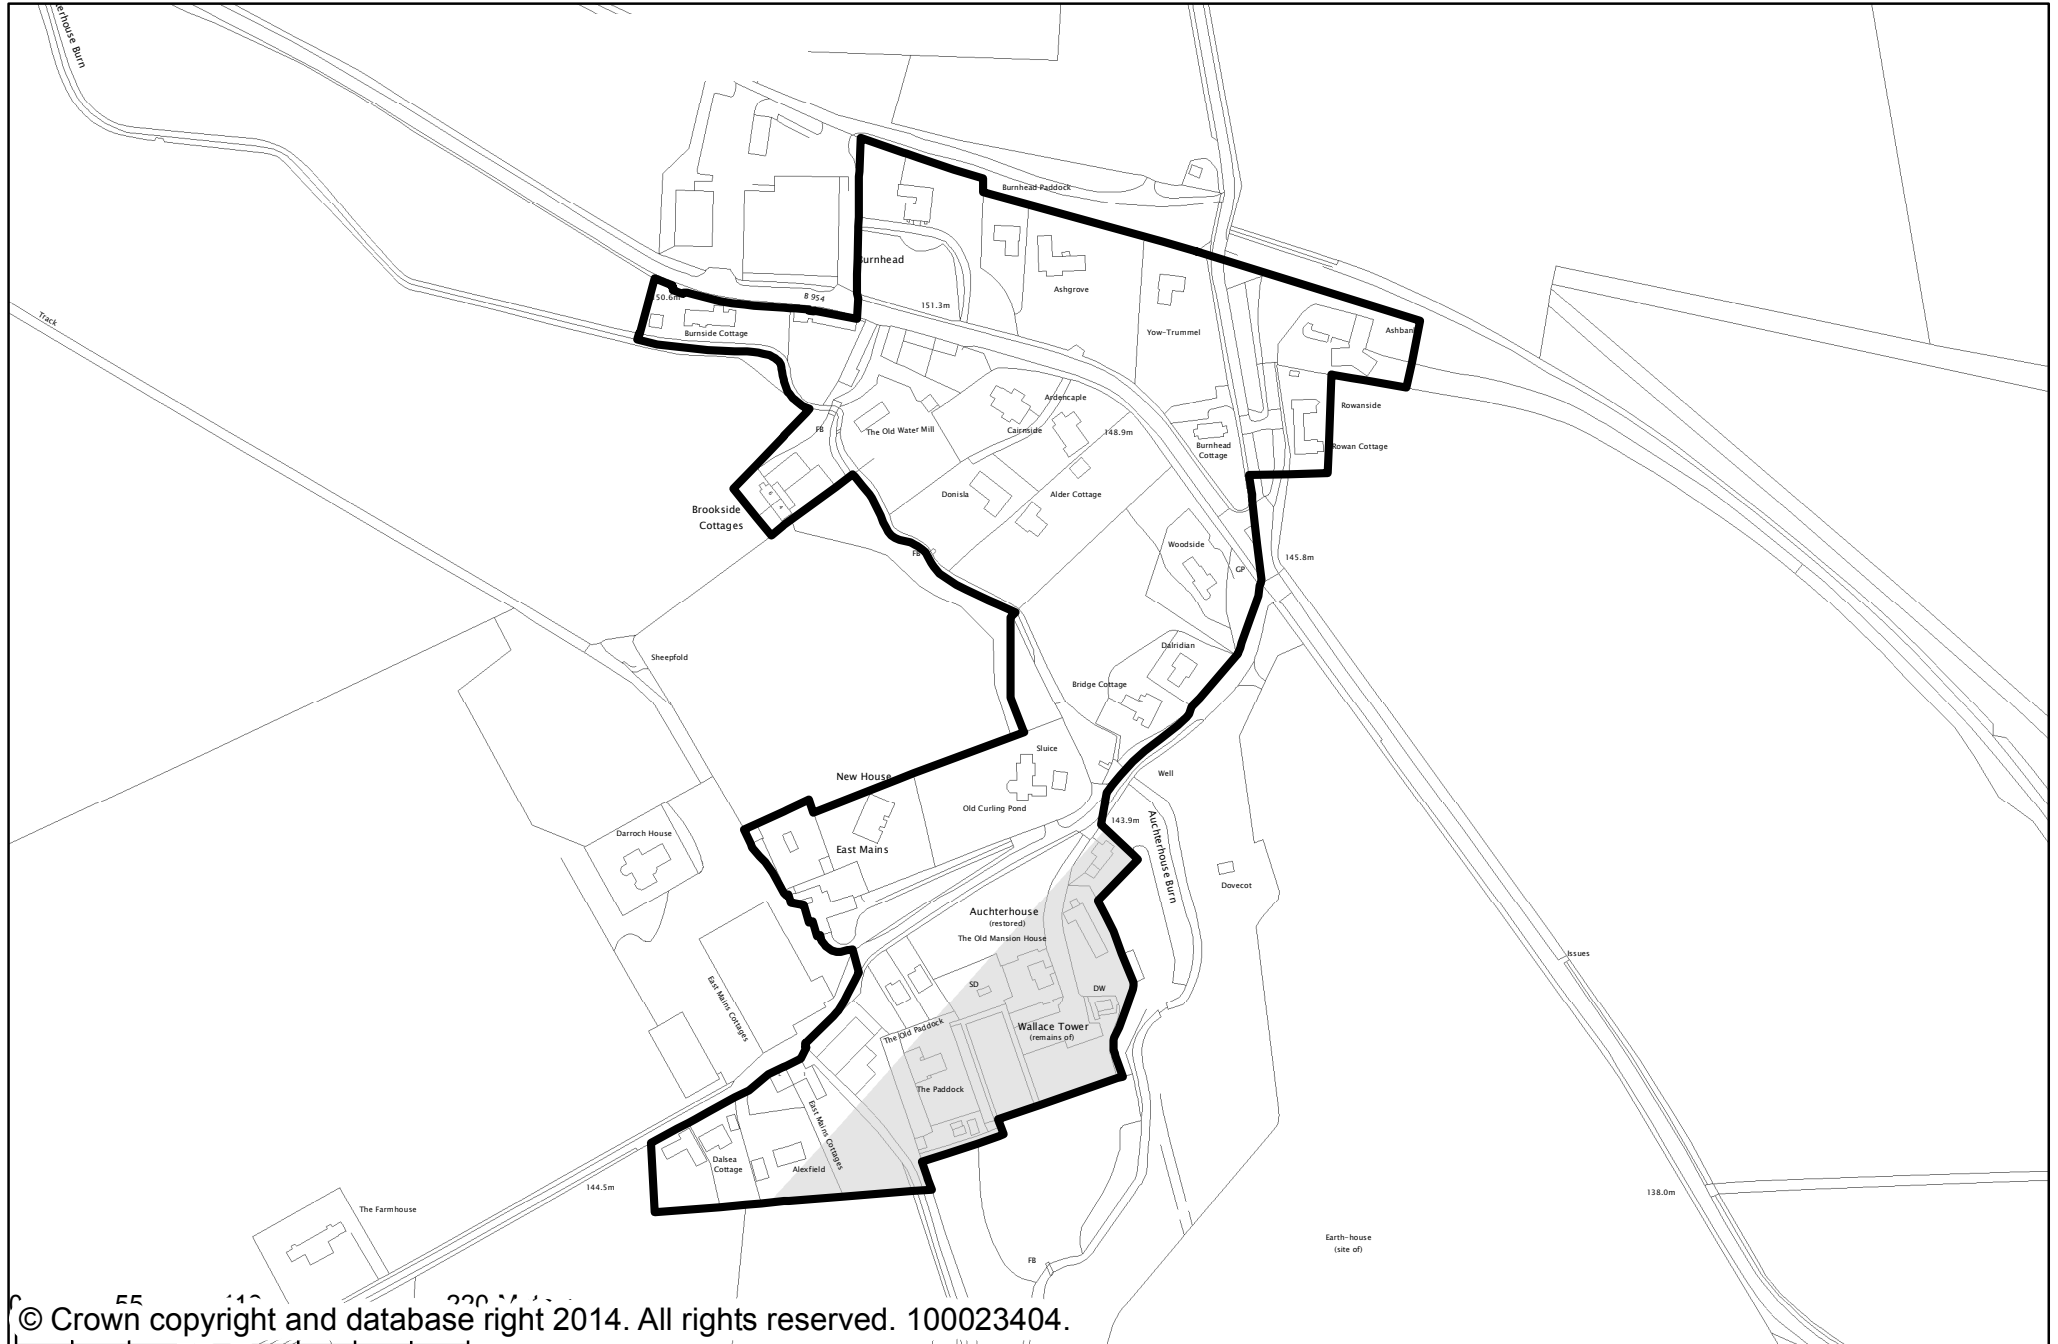 erhouse Burn
Burnhead Paddock
Burnhead
150.6m
B 954
151.3m
Ashgrove
Burnside Cottage
Yow-Trummel
Ashban
Track
Ardencaple
Rowanside
FB
The Old Water Mill
Cairnside
148.9m
Burnhead
Cottage
Rowan Cottage
Brookside
Cottages
Donisla
Alder Cottage
FB
Woodside
GP
145.8m
Sheepfold
Dalridian
Bridge Cottage
New House
Sluice
Well
Old Curling Pond
143.9m
Auchterhouse Burn
Darroch House
East Mains
Dovecot
Auchterhouse
(restored)
The Old Mansion House
Issues
East Mains Cottages
SD
DW
The Old Paddock
Wallace Tower
(remains of)
The Paddock
East Mains Cottages
Dalsea
Cottage
Alexfield
144.5m
138.0m
The Farmhouse
Earth-house
(site of)
FB
© Crown copyright and database right 2014. All rights reserved. 100023404.